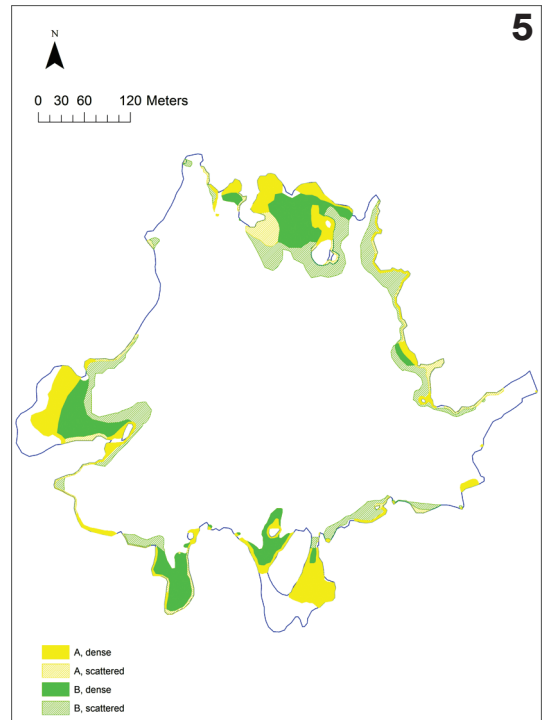 5
N
0 30 60 120 Meters
A, dense
A, scattered
B, dense
B, scattered